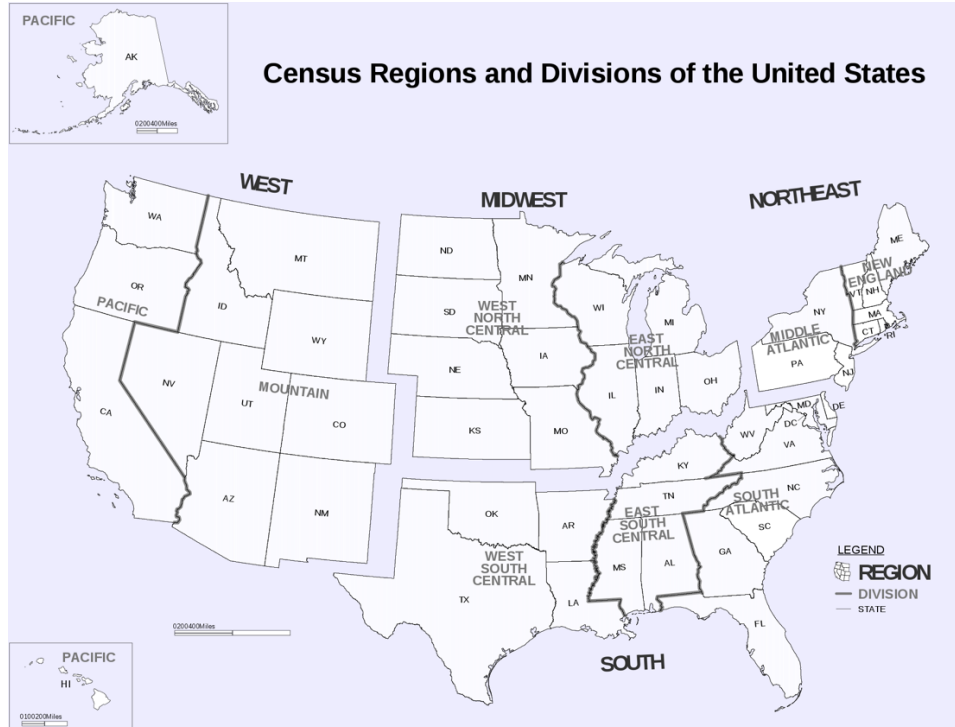 PACIFIC
AK
0200400Miles
Census Regions and Divisions of the United States
WEST
MIDWEST
NORTHEAST
WA
MT
ND
MN
ME
OR
ID
SD
WI
MI
NY
VT
NH
NEW
ENGLAND
MA
CT
RI
PACIFIC
WY
WEST
NORTH
CENTRAL
EAST
NORTH
CENTRAL
MIDDLE
ATLANTIC
PA
NJ
NV
UT
MOUNTAIN
NE
IA
IL
IN
OH
CA
CO
KS
MO
WV
MD
DE
DC
VA
KY
AZ
NM
OK
AR
TN
NC
SOUTH
ATLANTIC
SC
EAST
SOUTH
CENTRAL
WEST
SOUTH
CENTRAL
TX
LA
MS
AL
GA
FL
LEGEND
REGION
DIVISION
STATE
0200400Miles
SOUTH
PACIFIC
HI
0100200Miles